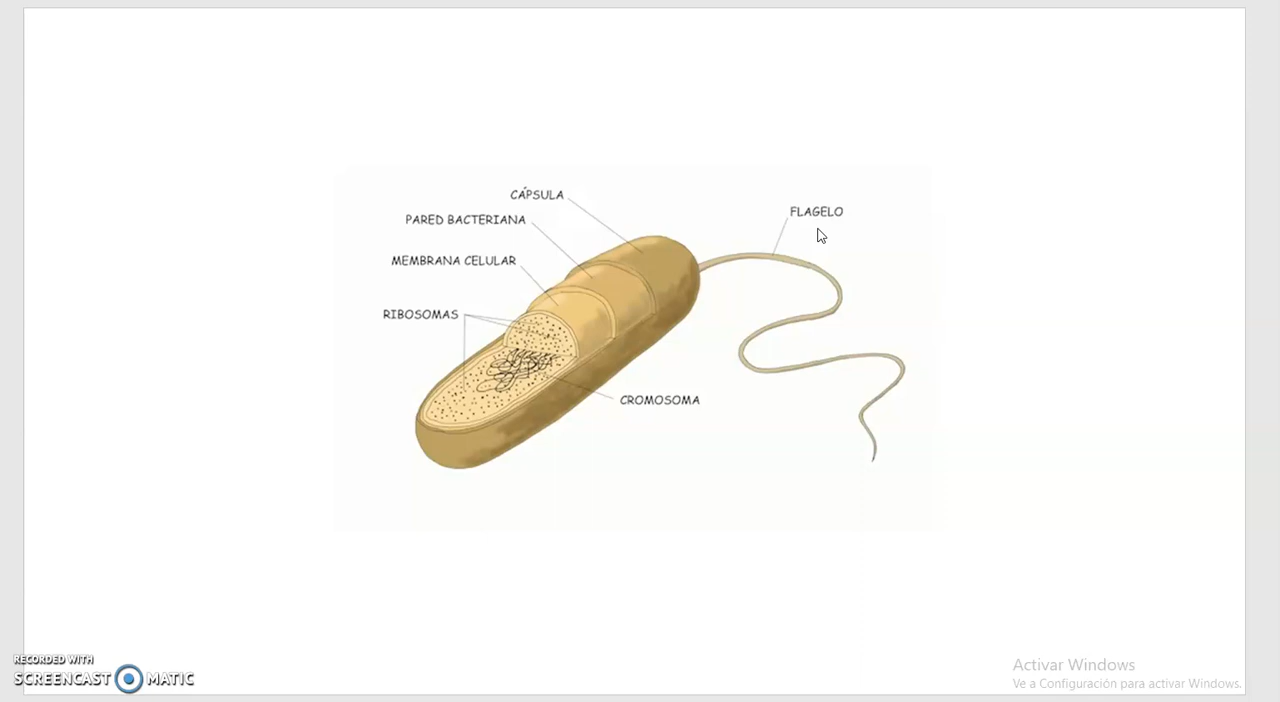 CÁPSULA
PARED BACTERIANA
FLAGELO
MEMBRANA CELULAR
RIBOSOMAS
CROMOSOMA
RECORDED WITH
SCREENCAST MATIC
Activar Windows
Ve a Configuración para activar Windows.